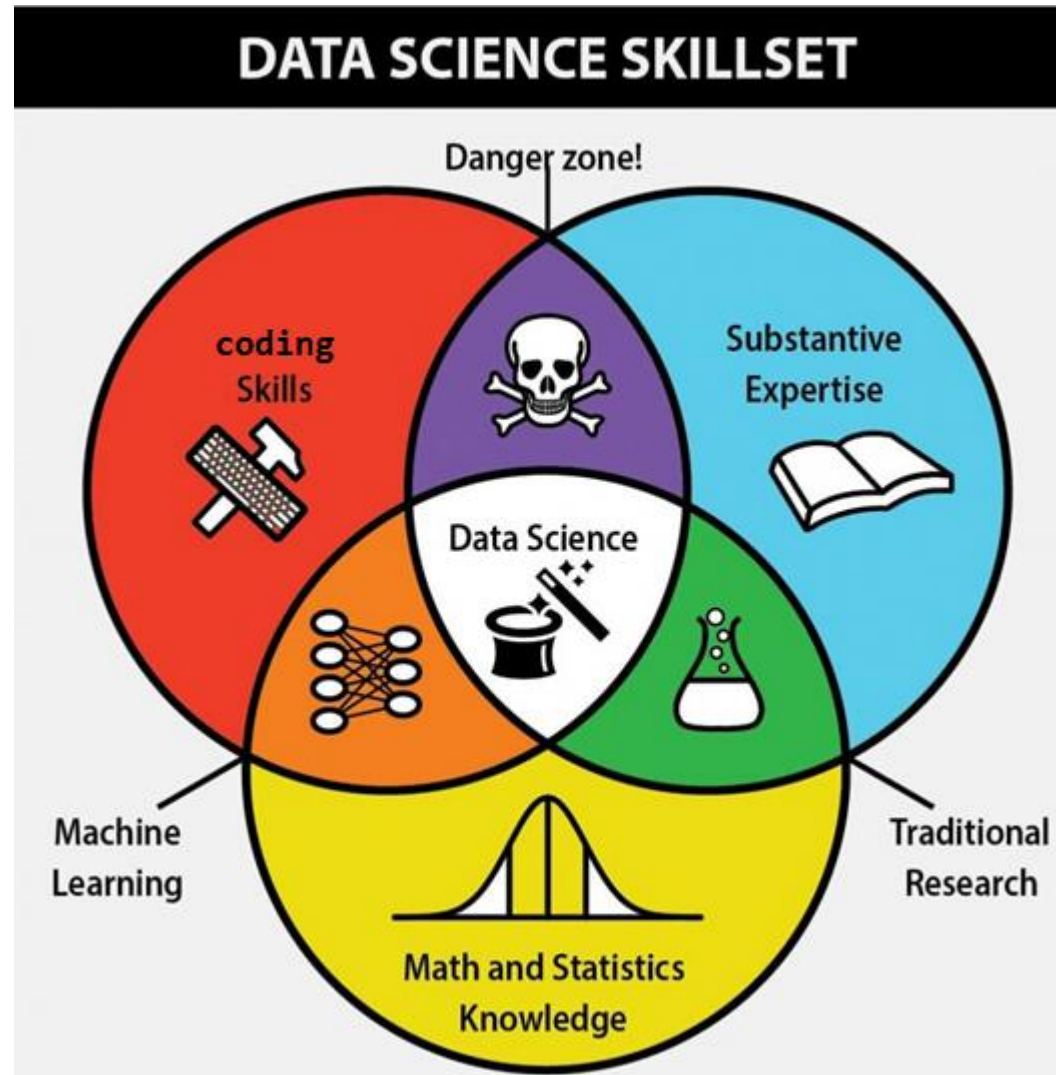 DATA SCIENCE SKILLSET
Danger zone!
coding
Skills
Substantive
Expertise
Data Science
Machine
Learning
Traditional
Research
Math and Statistics
Knowledge